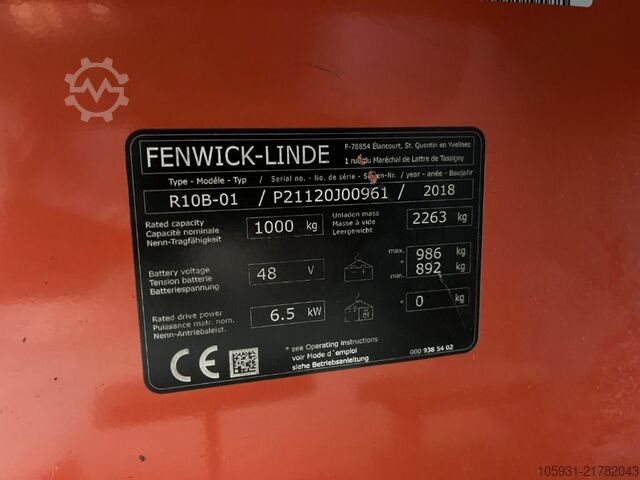 FENWICK-LINDE
F-78854 Élancourt, St. Quentin en Yvelines
1 rue du Maréchal de Lattre de Tassigny
Type - Modéle - Typ / Serial no. - No. de série - Serien-Nr. / year - anée - Baujahr
R10B-01 / P21120J00961 / 2018
Rated capacity
Capacité nominale
Nenn-Tragfähigkeit
1000 kg
Unladen mass
Masse à vide
Leergewicht
2263 kg
Battery voltage
Tension batterie
Batteriespannung
48 V
max. 986 kg
*
min. 892 kg
Rated drive power
Puissance matr. nom.
Nenn-Antriebsleist.
6.5 kW
* 0 kg
CE
* see Operating Instructions
voir Mode d'emploi
siehe Betriebsanleitung
000 938 54 02
105931-21782043